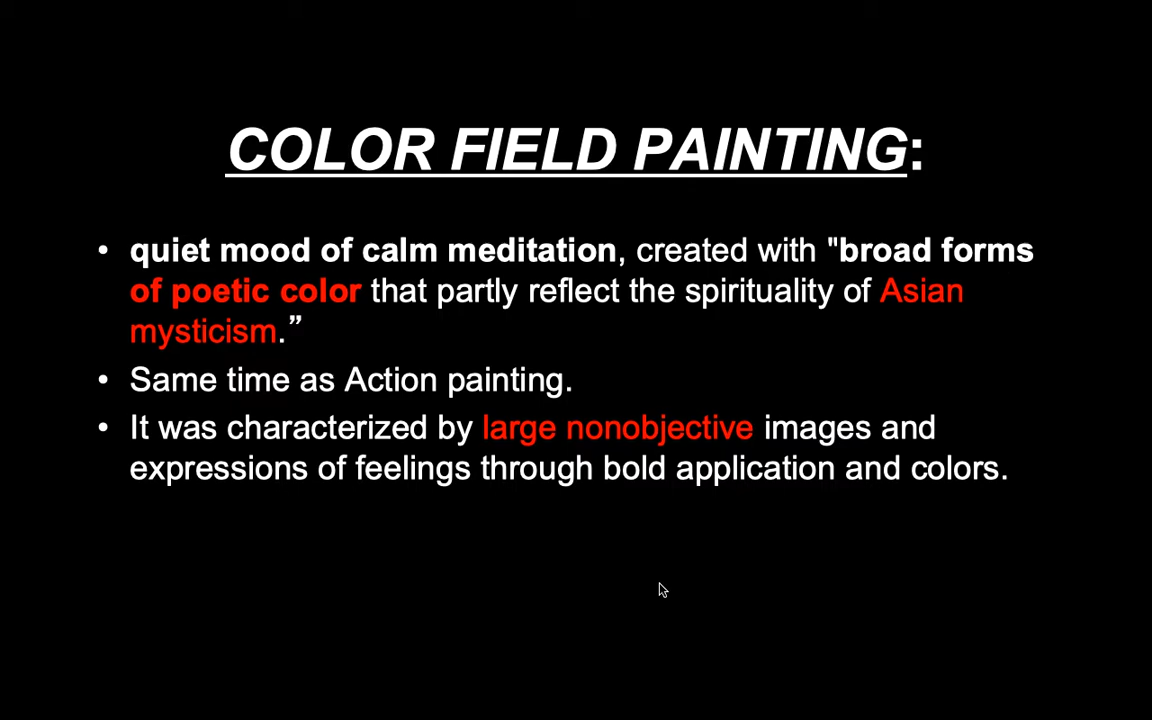 COLOR FIELD PAINTING:
• quiet mood of calm meditation, created with "broad forms
of poetic color that partly reflect the spirituality of Asian
mysticism.”
• Same time as Action painting.
• It was characterized by large nonobjective images and
expressions of feelings through bold application and colors.